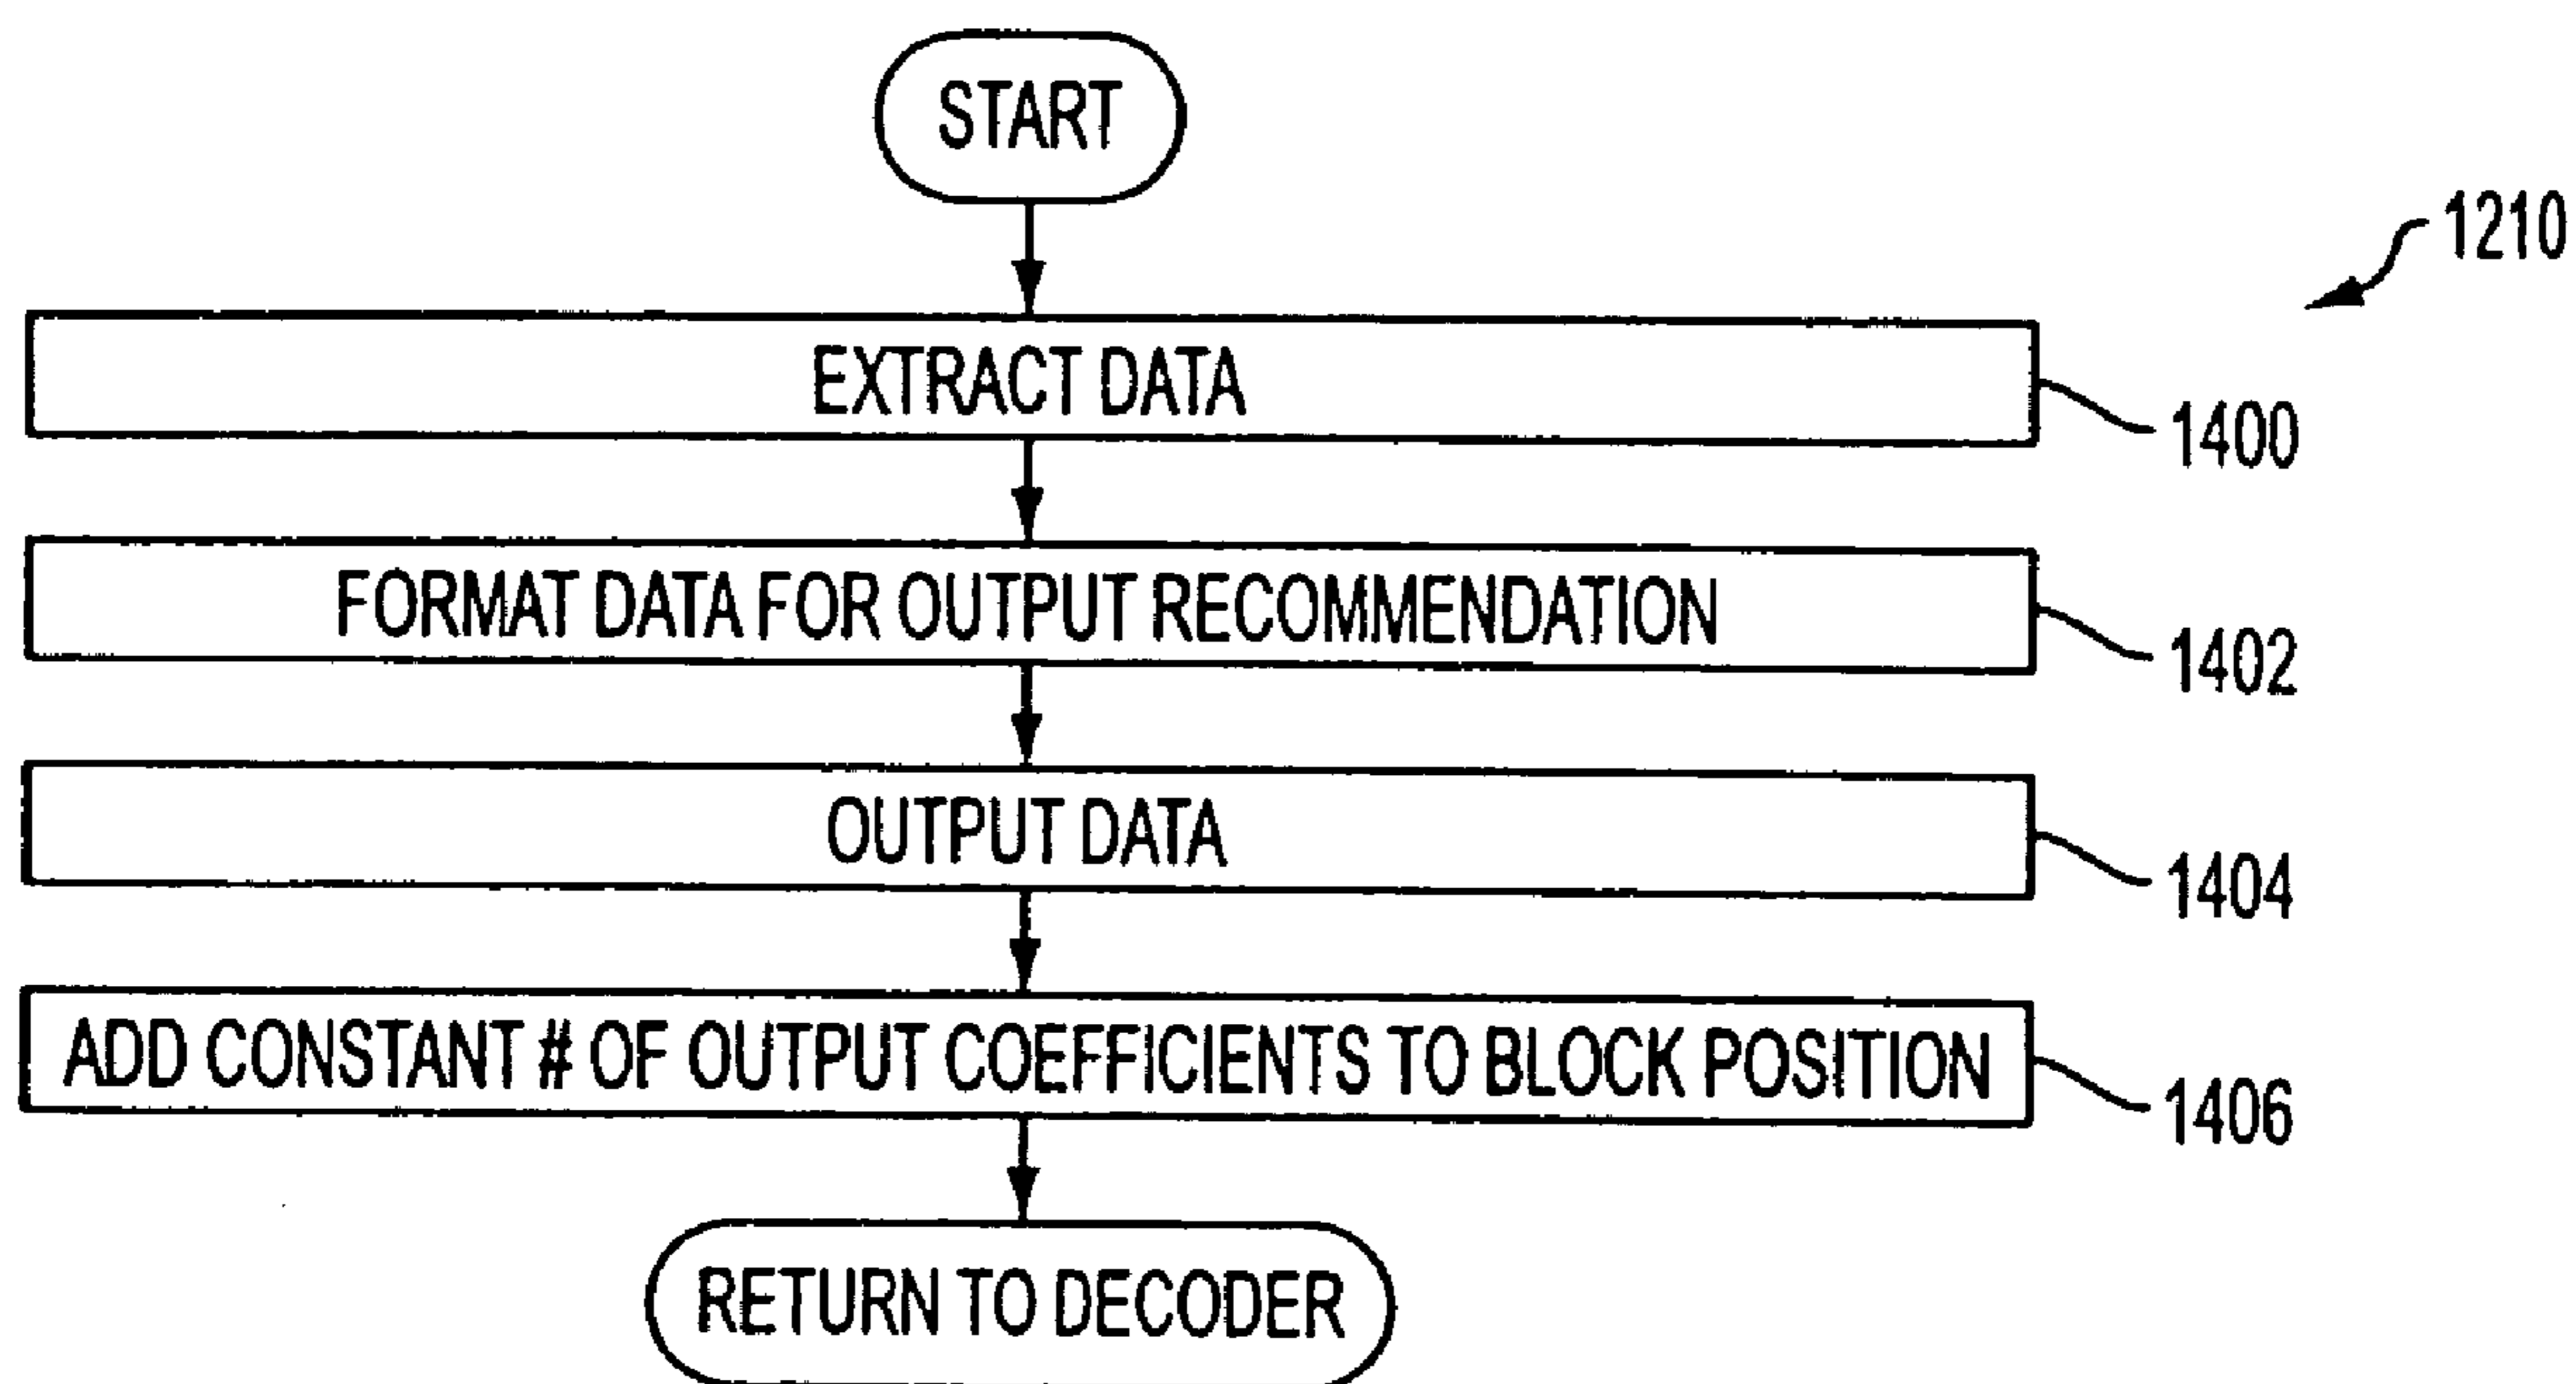 START
1210
EXTRACT DATA
1400
FORMAT DATA FOR OUTPUT RECOMMENDATION
1402
OUTPUT DATA
1404
ADD CONSTANT # OF OUTPUT COEFFICIENTS TO BLOCK POSITION
1406
RETURN TO DECODER